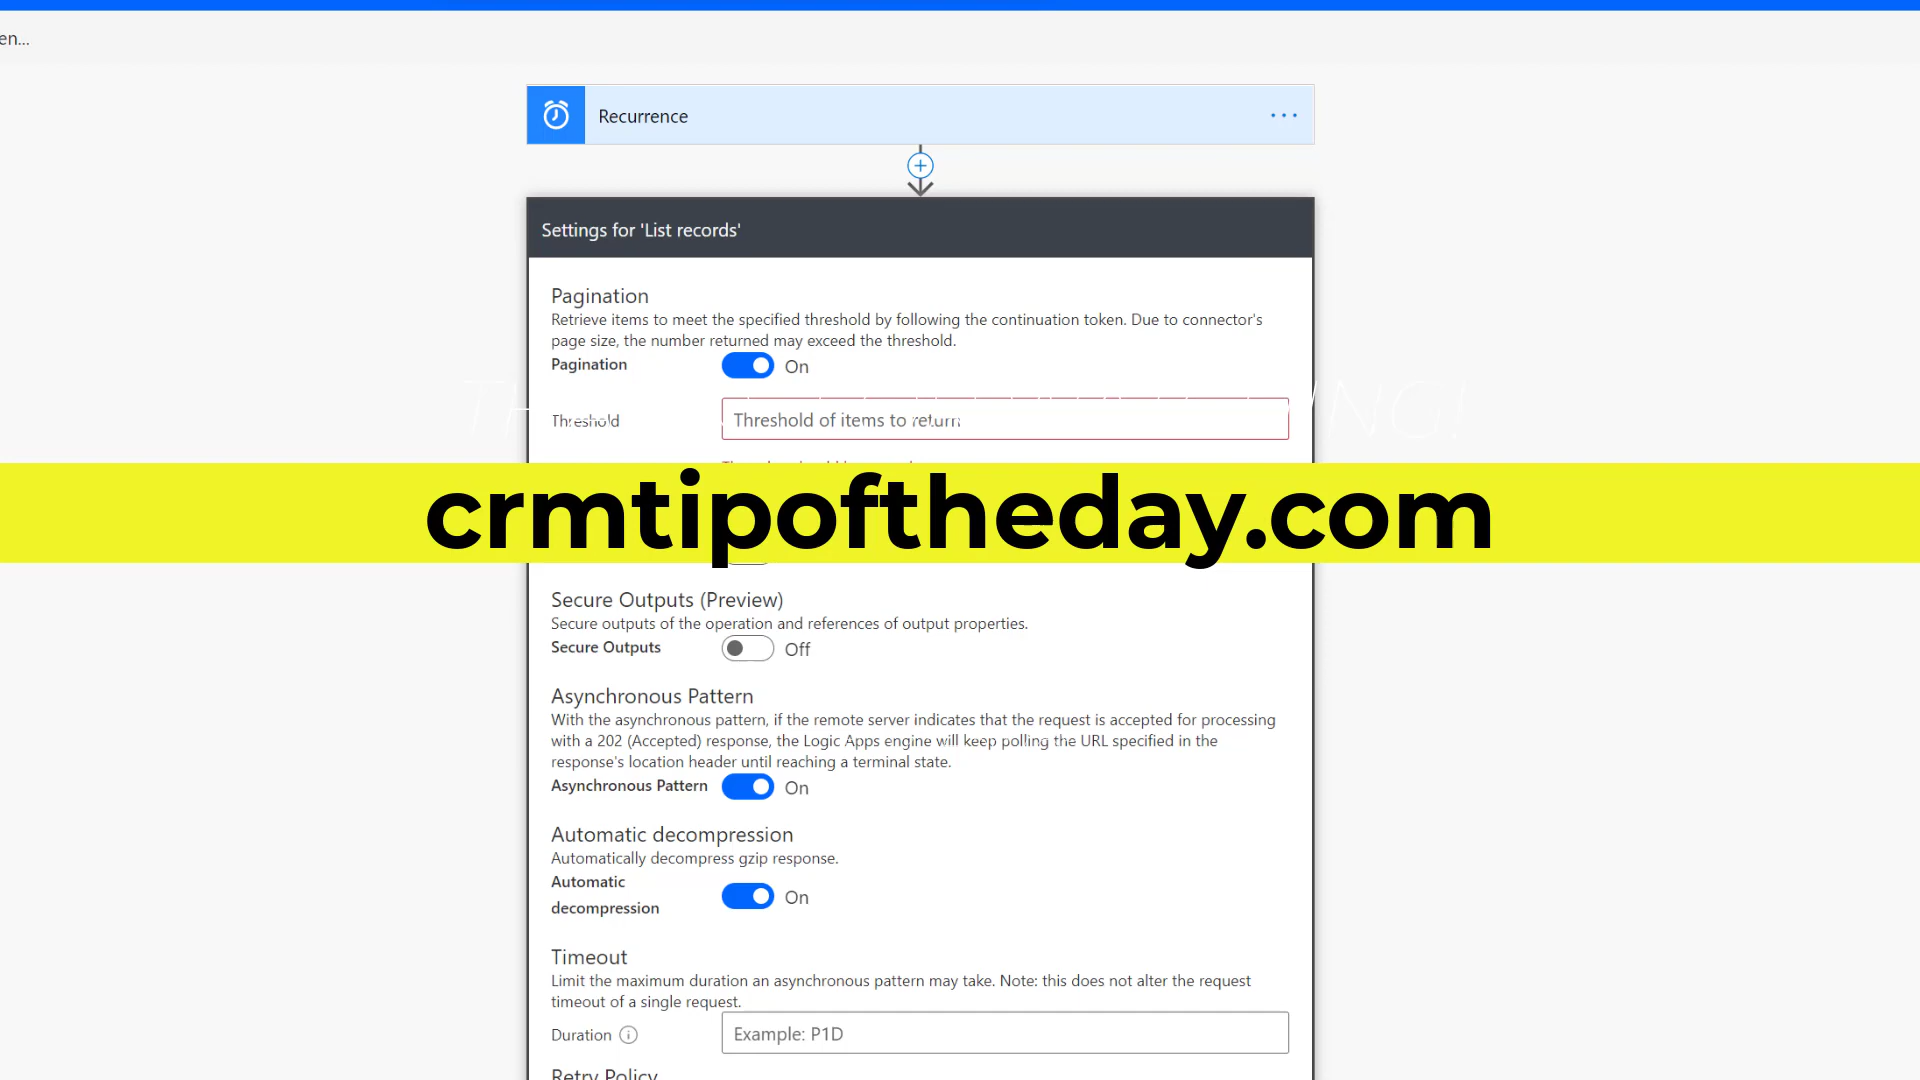 en...
Recurrence
Settings for 'List records'
Pagination
Retrieve items to meet the specified threshold by following the continuation token. Due to connector's
page size, the number returned may exceed the threshold.
Pagination On
Threshold Threshold of items to return
crmtipoftheday.com
Secure Outputs (Preview)
Secure outputs of the operation and references of output properties.
Secure Outputs Off
Asynchronous Pattern
With the asynchronous pattern, if the remote server indicates that the request is accepted for processing
with a 202 (Accepted) response, the Logic Apps engine will keep polling the URL specified in the
response's location header until reaching a terminal state.
Asynchronous Pattern On
Automatic decompression
Automatically decompress gzip response.
Automatic
decompression On
Timeout
Limit the maximum duration an asynchronous pattern may take. Note: this does not alter the request
timeout of a single request.
Duration Example: P1D
Retry Policy